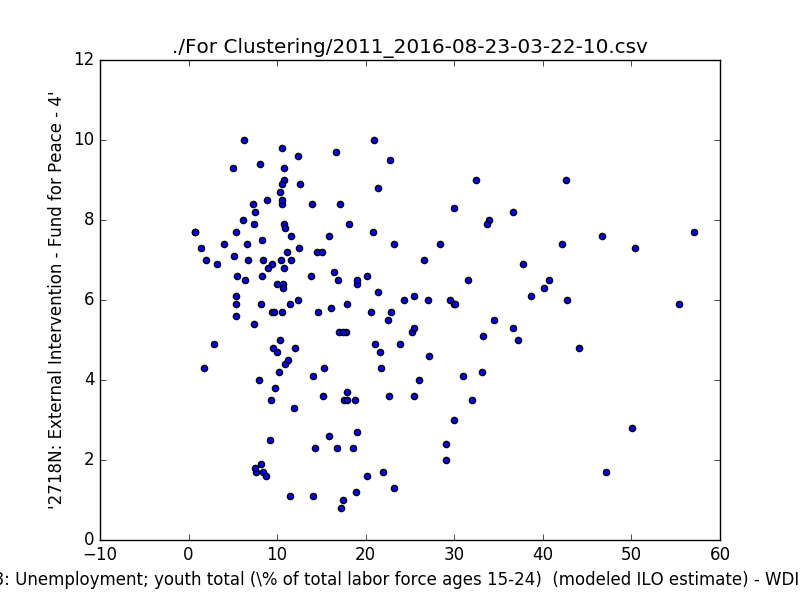 ./For Clustering/2011_2016-08-23-03-22-10.csv
'2718N: External Intervention - Fund for Peace - 4'
12
10
8
6
4
2
0
−10 0 10 20 30 40 50 60
3: Unemployment; youth total (\% of total labor force ages 15-24) (modeled ILO estimate) - WDI